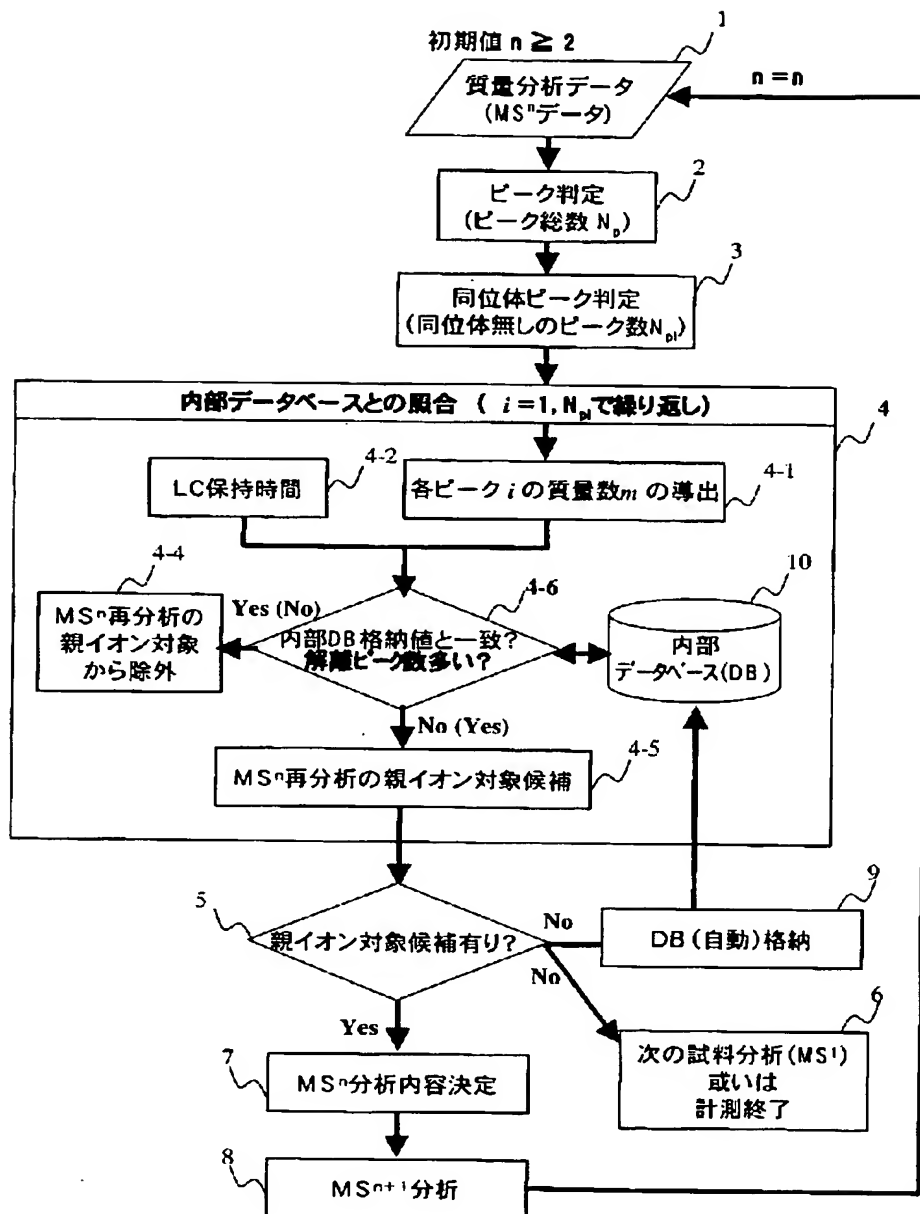 1
初期値 n ≧ 2
質量分析データ
(MSⁿデータ)
n = n
2
ピーク判定
(ピーク総数 Nₚ)
3
同位体ピーク判定
(同位体無しのピーク数Nₚᵢ)
内部データベースとの照合 ( i=1, Nₚᵢで繰り返し)
4
4-2
LC保持時間
各ピーク i の質量数m の導出
4-1
4-4
MSⁿ再分析の
親イオン対象
から除外
Yes (No)
4-6
内部DB格納値と一致?
解離ピーク数多い?
10
内部
データベース(DB)
No (Yes)
4-5
MSⁿ再分析の親イオン対象候補
5
親イオン対象候補有り?
No
9
DB(自動)格納
No
6
次の試料分析(MS¹)
或いは
計測終了
Yes
7
MSⁿ分析内容決定
8
MSⁿ⁺¹分析